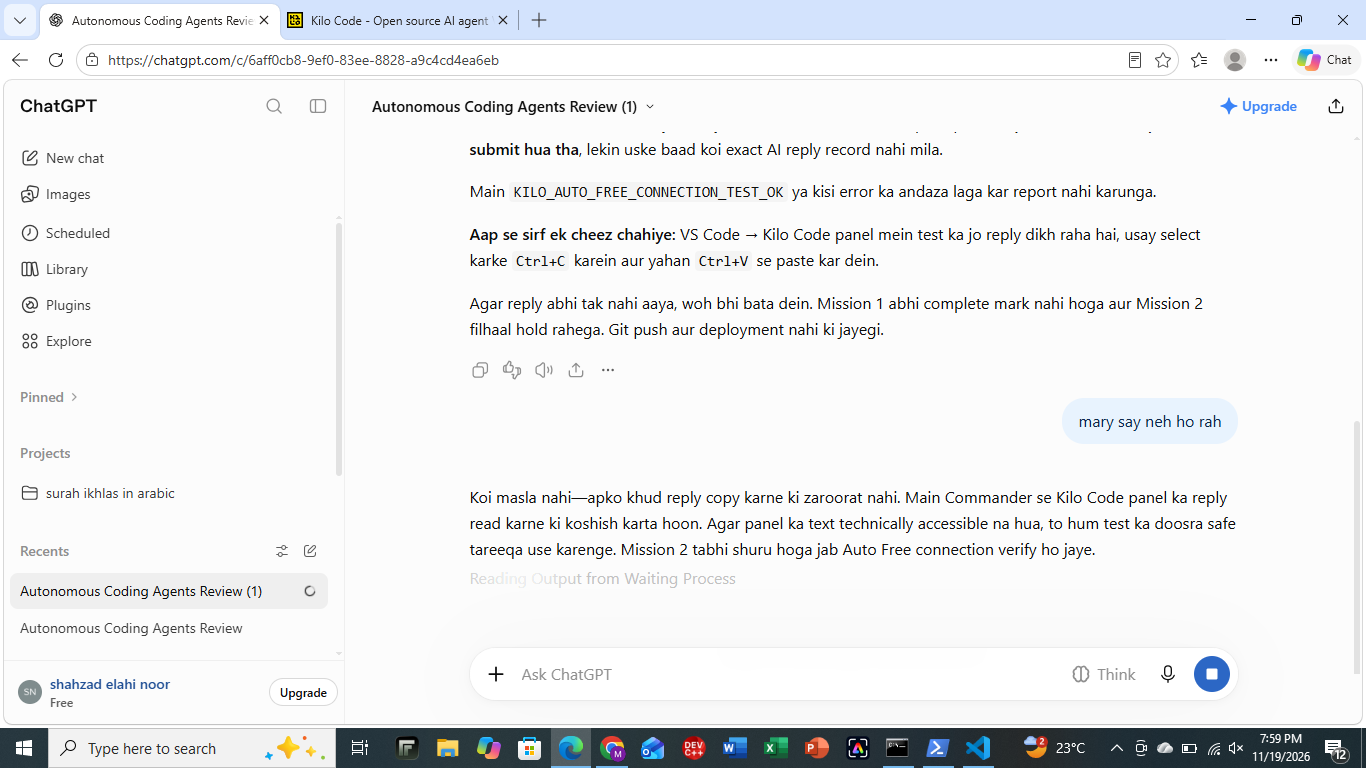 Autonomous Coding Agents Revie
Kilo Code - Open source AI agent
https://chatgpt.com/c/6aff0cb8-9ef0-83ee-8828-a9c4cd4ea6eb
Chat
ChatGPT
New chat
Images
Scheduled
Library
Plugins
Explore
Pinned
Projects
surah ikhlas in arabic
Recents
Autonomous Coding Agents Review (1)
Autonomous Coding Agents Review
SN
shahzad elahi noor
Free
Upgrade
Autonomous Coding Agents Review (1)
Upgrade
submit hua tha, lekin uske baad koi exact AI reply record nahi mila.
Main KILO_AUTO_FREE_CONNECTION_TEST_OK ya kisi error ka andaza laga kar report nahi karunga.
Aap se sirf ek cheez chahiye: VS Code → Kilo Code panel mein test ka jo reply dikh raha hai, usay select
karke Ctrl+C karein aur yahan Ctrl+V se paste kar dein.
Agar reply abhi tak nahi aaya, woh bhi bata dein. Mission 1 abhi complete mark nahi hoga aur Mission 2
filhaal hold rahega. Git push aur deployment nahi ki jayegi.
mary say neh ho rah
Koi masla nahi—apko khud reply copy karne ki zaroorat nahi. Main Commander se Kilo Code panel ka reply
read karne ki koshish karta hoon. Agar panel ka text technically accessible na hua, to hum test ka doosra safe
tareeqa use karenge. Mission 2 tabhi shuru hoga jab Auto Free connection verify ho jaye.
Reading Output from Waiting Process
Ask ChatGPT
Think
Type here to search
DEV C++
2
23°C
7:59 PM
11/19/2026
12